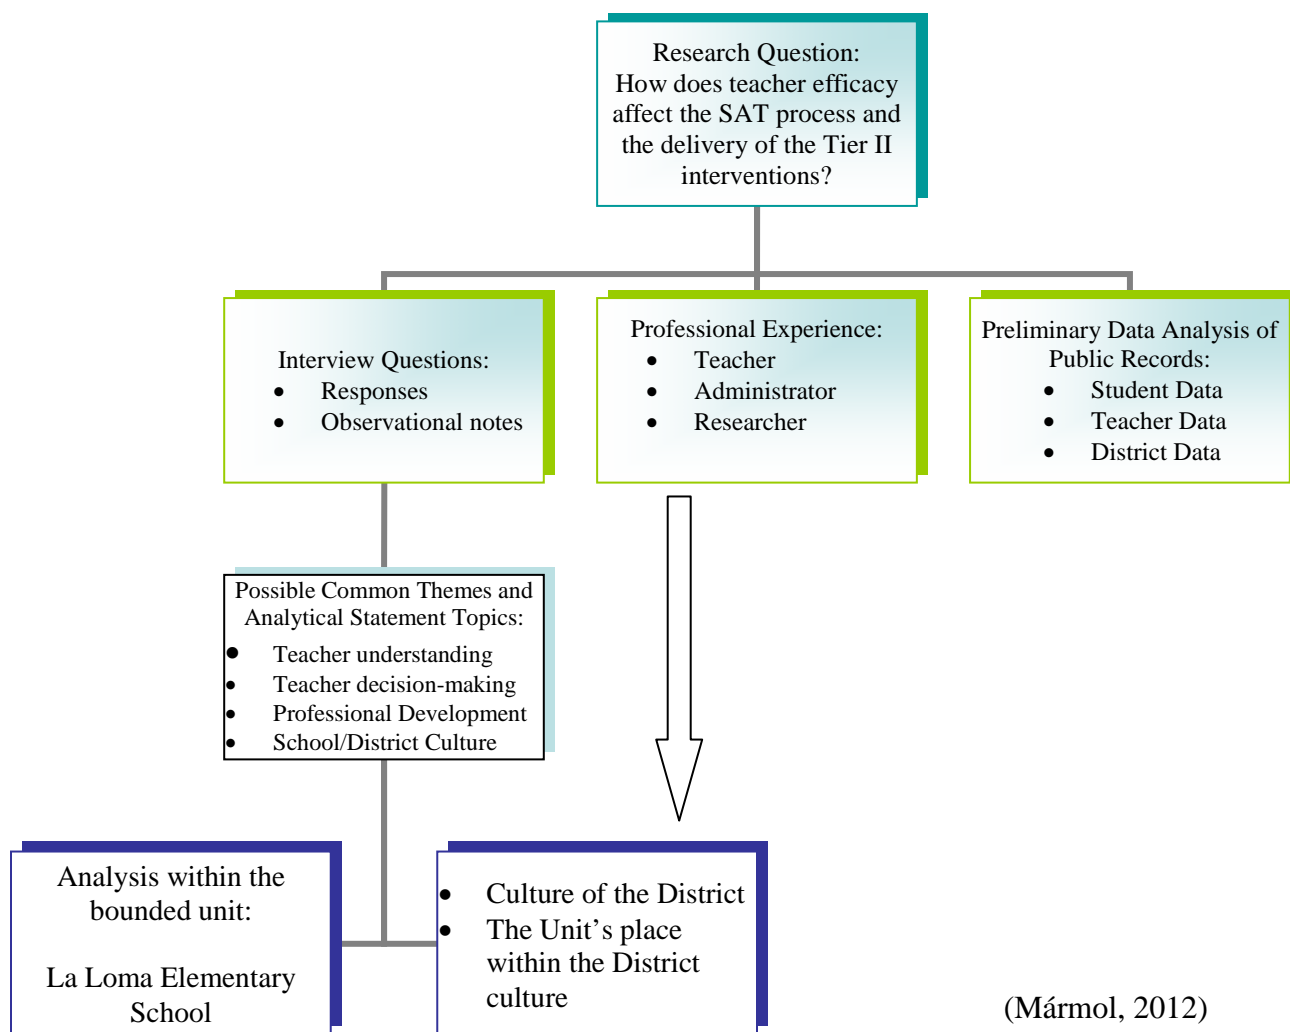 Research Question:
How does teacher efficacy
affect the SAT process and
the delivery of the Tier II
interventions?
Interview Questions:
• Responses
• Observational notes
Professional Experience:
• Teacher
• Administrator
• Researcher
Preliminary Data Analysis of
Public Records:
• Student Data
• Teacher Data
• District Data
Possible Common Themes and
Analytical Statement Topics:
• Teacher understanding
• Teacher decision-making
• Professional Development
• School/District Culture
Analysis within the
bounded unit:
La Loma Elementary
School
• Culture of the District
• The Unit’s place
within the District
culture
(Mármol, 2012)